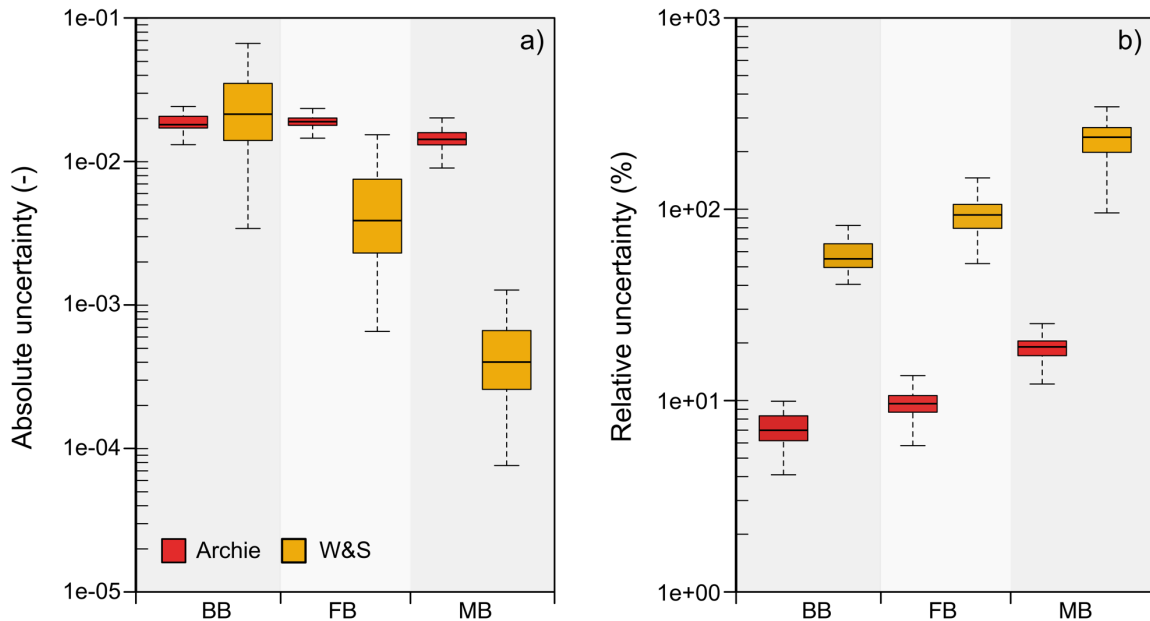 a)
Absolute uncertainty (-)
1e-01
1e-02
1e-03
1e-04
1e-05
Archie
W&S
BB
FB
MB
b)
Relative uncertainty (%)
1e+03
1e+02
1e+01
1e+00
BB
FB
MB